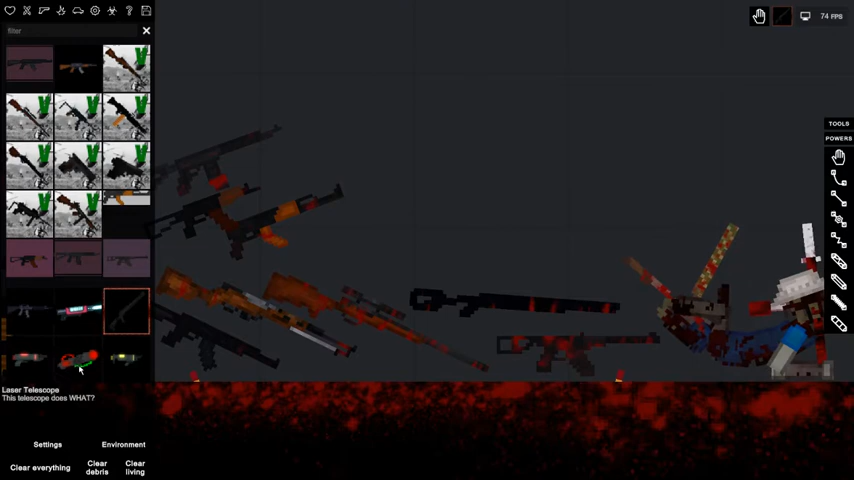 filter
74 FPS
TOOLS
POWERS
Laser Telescope
This telescope does WHAT?
Settings
Environment
Clear everything
Clear debris
Clear living